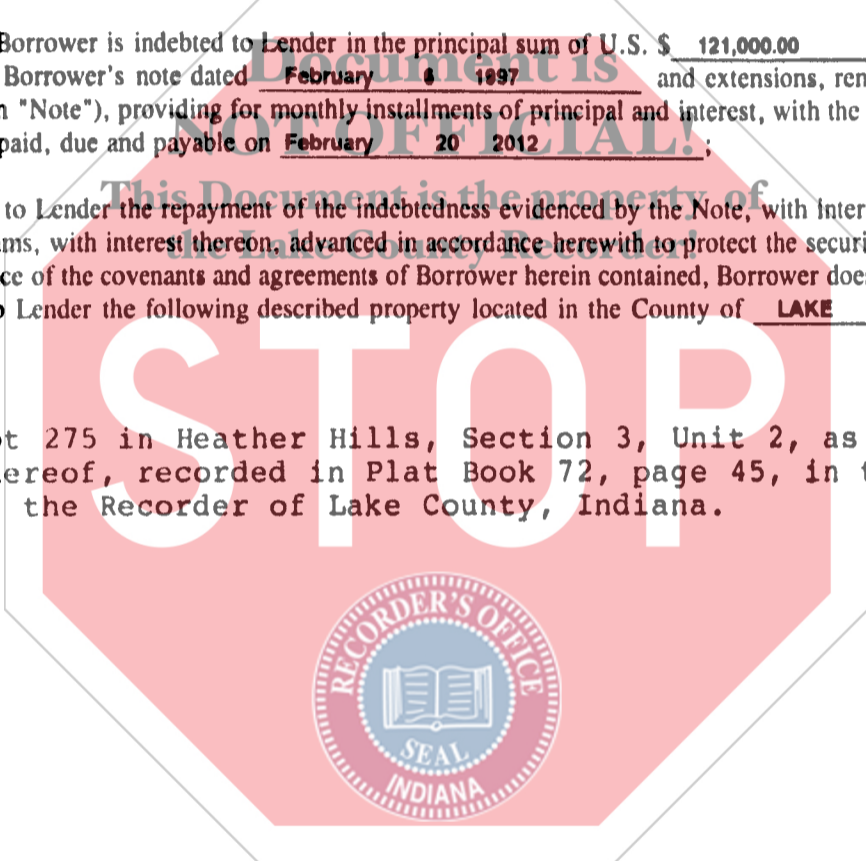 Borrower is indebted to Lender in the principal sum of U.S. $ 121,000.00
Borrower's note dated February 1997 and extensions, ren
n "Note"), providing for monthly installments of principal and interest, with the
paid, due and payable on February 20 2012 ;
to Lender the repayment of the indebtedness evidenced by the Note, with inter
ms, with interest thereon, advanced in accordance herewith to protect the securi
ce of the covenants and agreements of Borrower herein contained, Borrower doe
o Lender the following described property located in the County of LAKE
t 275 in Heather Hills, Section 3, Unit 2, as
ereof, recorded in Plat Book 72, page 45, in t
the Recorder of Lake County, Indiana.
Document is
NOT OFFICIAL!
This Document is the property of
the Lake County Recorder!
STOP
RECORDER'S OFFICE
SEAL
INDIANA